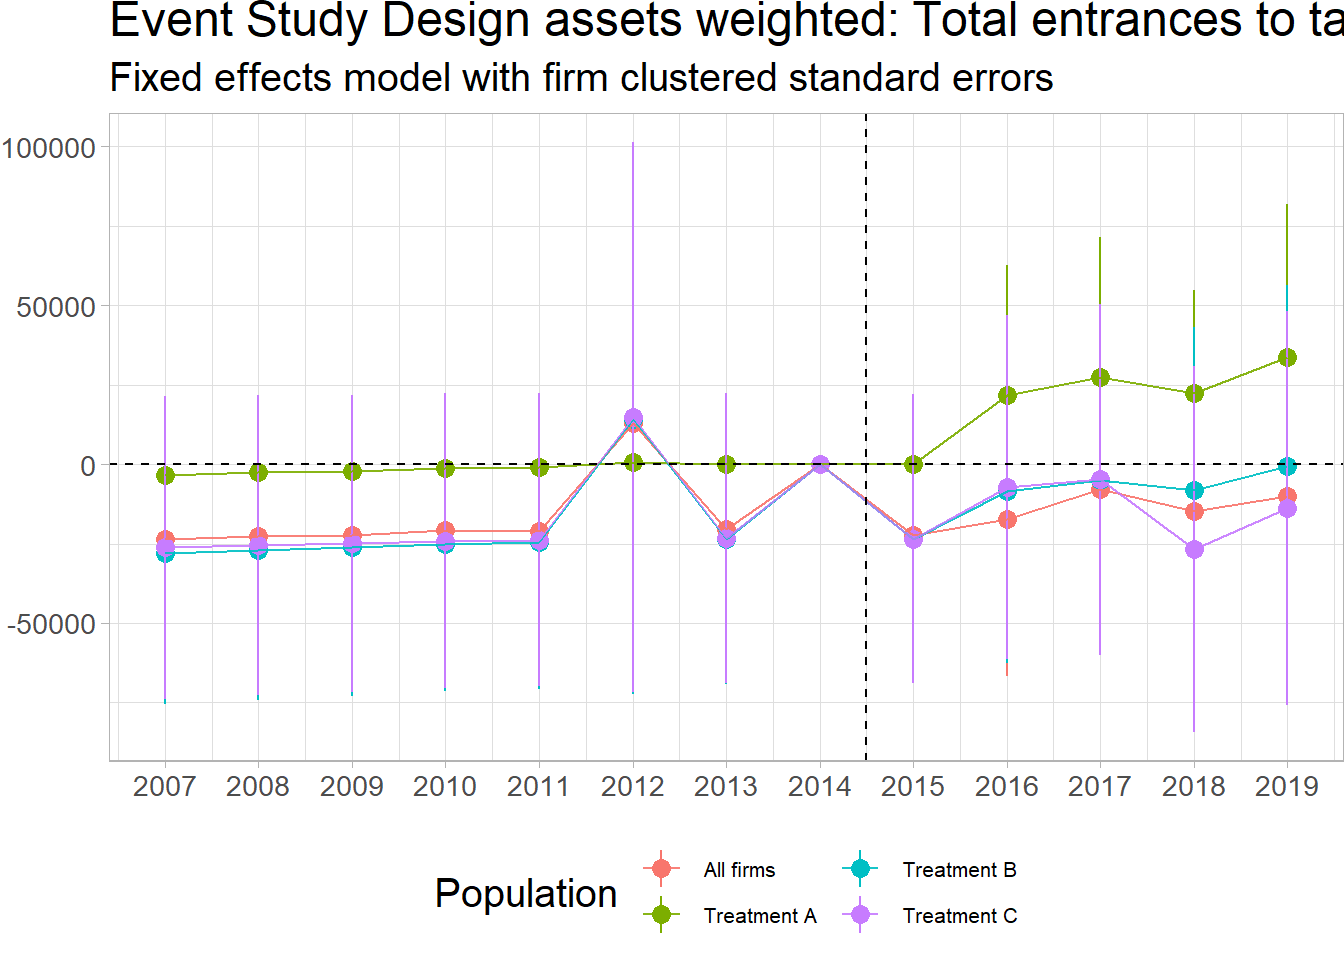 Event Study Design assets weighted: Total entrances to ta
Fixed effects model with firm clustered standard errors
100000
50000
0
-50000
2007 2008 2009 2010 2011 2012 2013 2014 2015 2016 2017 2018 2019
Population
All firms
Treatment A
Treatment B
Treatment C